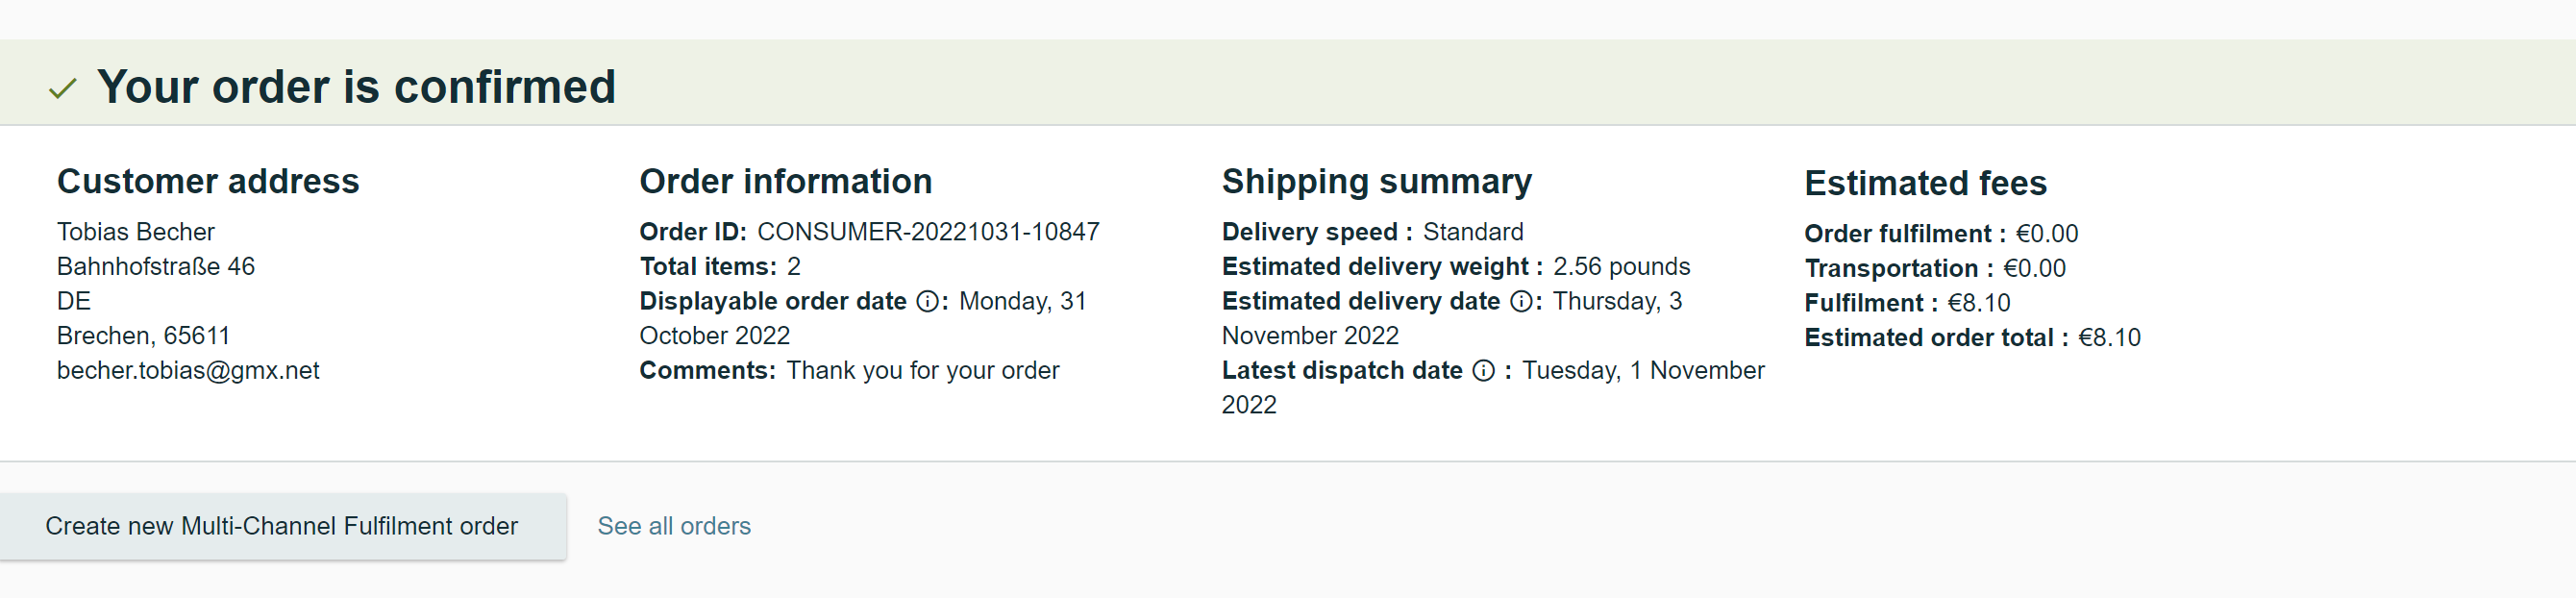 Your order is confirmed
Customer address
Tobias Becher
Bahnhofstraße 46
DE
Brechen, 65611
becher.tobias@gmx.net
Order information
Order ID: CONSUMER-20221031-10847
Total items: 2
Displayable order date : Monday, 31
October 2022
Comments: Thank you for your order
Shipping summary
Delivery speed : Standard
Estimated delivery weight : 2.56 pounds
Estimated delivery date : Thursday, 3
November 2022
Latest dispatch date : Tuesday, 1 November
2022
Estimated fees
Order fulfilment : €0.00
Transportation : €0.00
Fulfilment : €8.10
Estimated order total : €8.10
Create new Multi-Channel Fulfilment order
See all orders